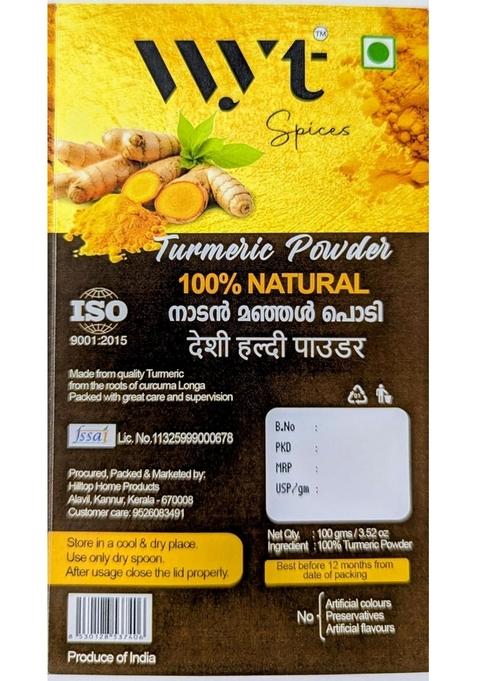 wyt TM
Spices
Turmeric Powder
100% NATURAL
നാടൻ മഞ്ഞൾ പൊടി
देशी हल्दी पाउडर
ISO
9001:2015
Made from quality Turmeric
from the roots of curcuma Longa
Packed with great care and supervision
fssai Lic. No.11325999000678
Procured, Packed & Marketed by;
Hilltop Home Products
Alavil, Kannur, Kerala - 670008
Customer care: 9526083491
Store in a cool & dry place.
Use only dry spoon.
After usage close the lid properly.
8 530128 537406
Produce of India
B.No :
PKD :
MRP :
USP/gm :
Net Qty. : 100 gms / 3.52 oz
Ingredient : 100% Turmeric Powder
Best before 12 months from
date of packing
No - Artificial colours
Preservatives
Artificial flavours